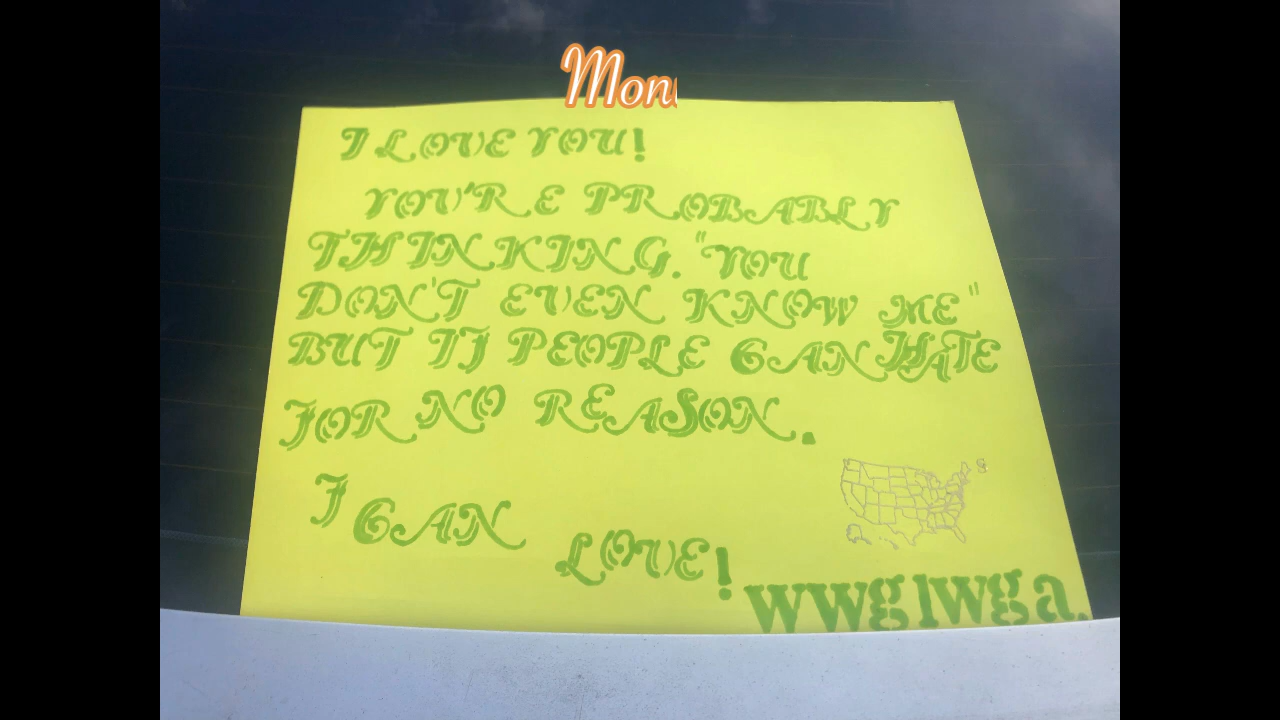 Mon
I LOVE YOU!
YOU'RE PROBABLY
THINKING. "YOU
DON'T EVEN KNOW ME"
BUT IF PEOPLE CAN HATE
FOR NO REASON.
I CAN LOVE!
wwg1wga.